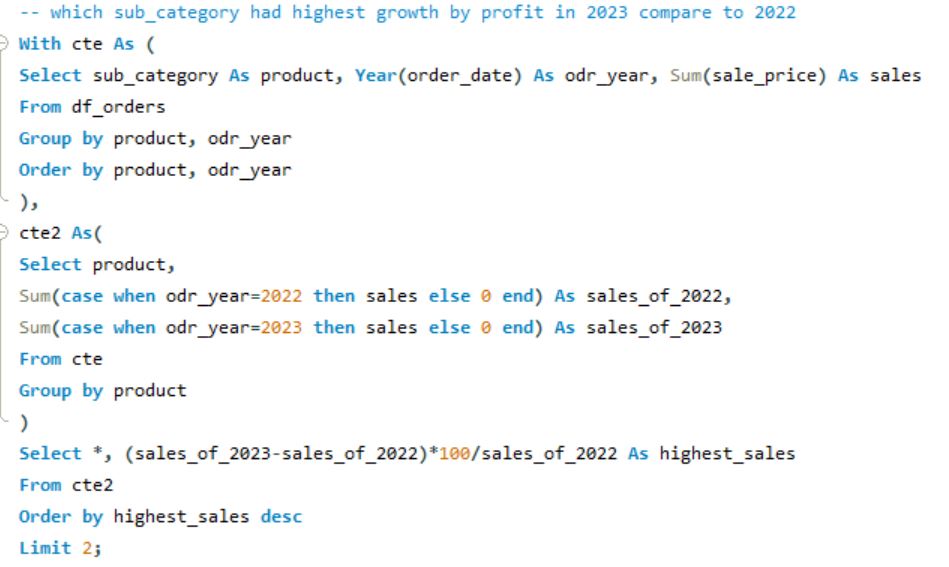 -- which sub_category had highest growth by profit in 2023 compare to 2022
With cte As (
Select sub_category As product, Year(order_date) As odr_year, Sum(sale_price) As sales
From df_orders
Group by product, odr_year
Order by product, odr_year
),
cte2 As(
Select product,
Sum(case when odr_year=2022 then sales else 0 end) As sales_of_2022,
Sum(case when odr_year=2023 then sales else 0 end) As sales_of_2023
From cte
Group by product
)
Select *, (sales_of_2023-sales_of_2022)*100/sales_of_2022 As highest_sales
From cte2
Order by highest_sales desc
Limit 2;